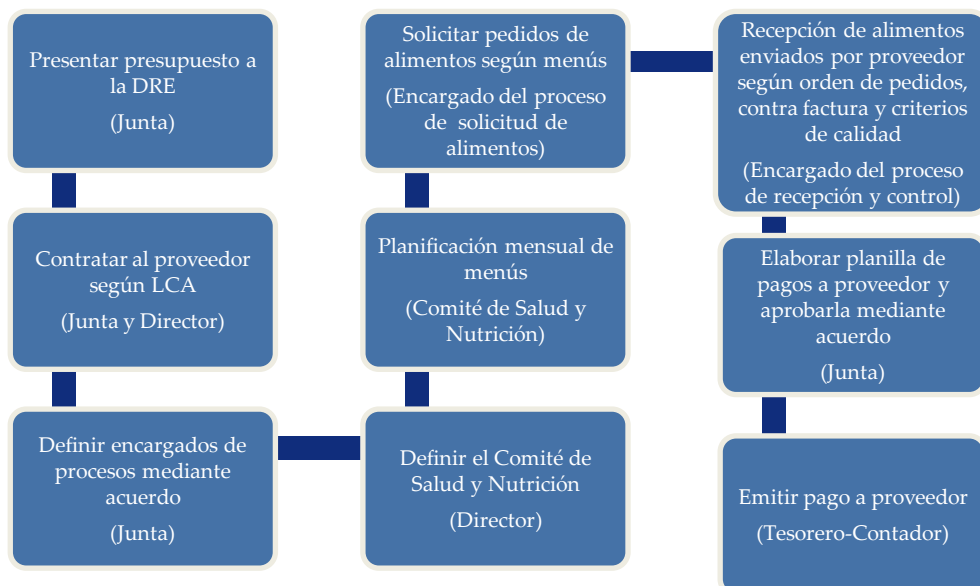 Presentar presupuesto a
la DRE
(Junta)
Contratar al proveedor
según LCA
(Junta y Director)
Definir encargados de
procesos mediante
acuerdo
(Junta)
Definir el Comité de
Salud y Nutrición
(Director)
Planificación mensual de
menús
(Comité de Salud y
Nutrición)
Solicitar pedidos de
alimentos según menús
(Encargado del proceso
de solicitud de
alimentos)
Recepción de alimentos
enviados por proveedor
según orden de pedidos,
contra factura y criterios
de calidad
(Encargado del proceso
de recepción y control)
Elaborar planilla de
pagos a proveedor y
aprobarla mediante
acuerdo
(Junta)
Emitir pago a proveedor
(Tesorero-Contador)